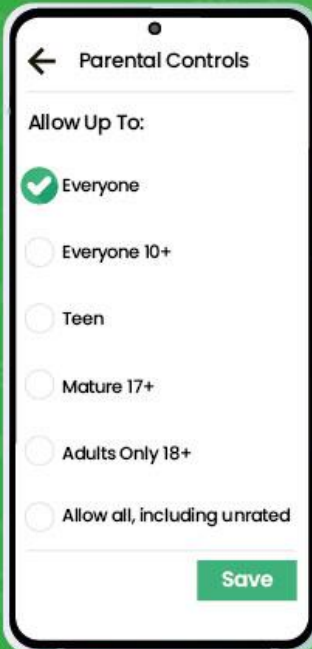 Parental Controls
Allow Up To:
Everyone
Everyone 10+
Teen
Mature 17+
Adults Only 18+
Allow all, including unrated
Save